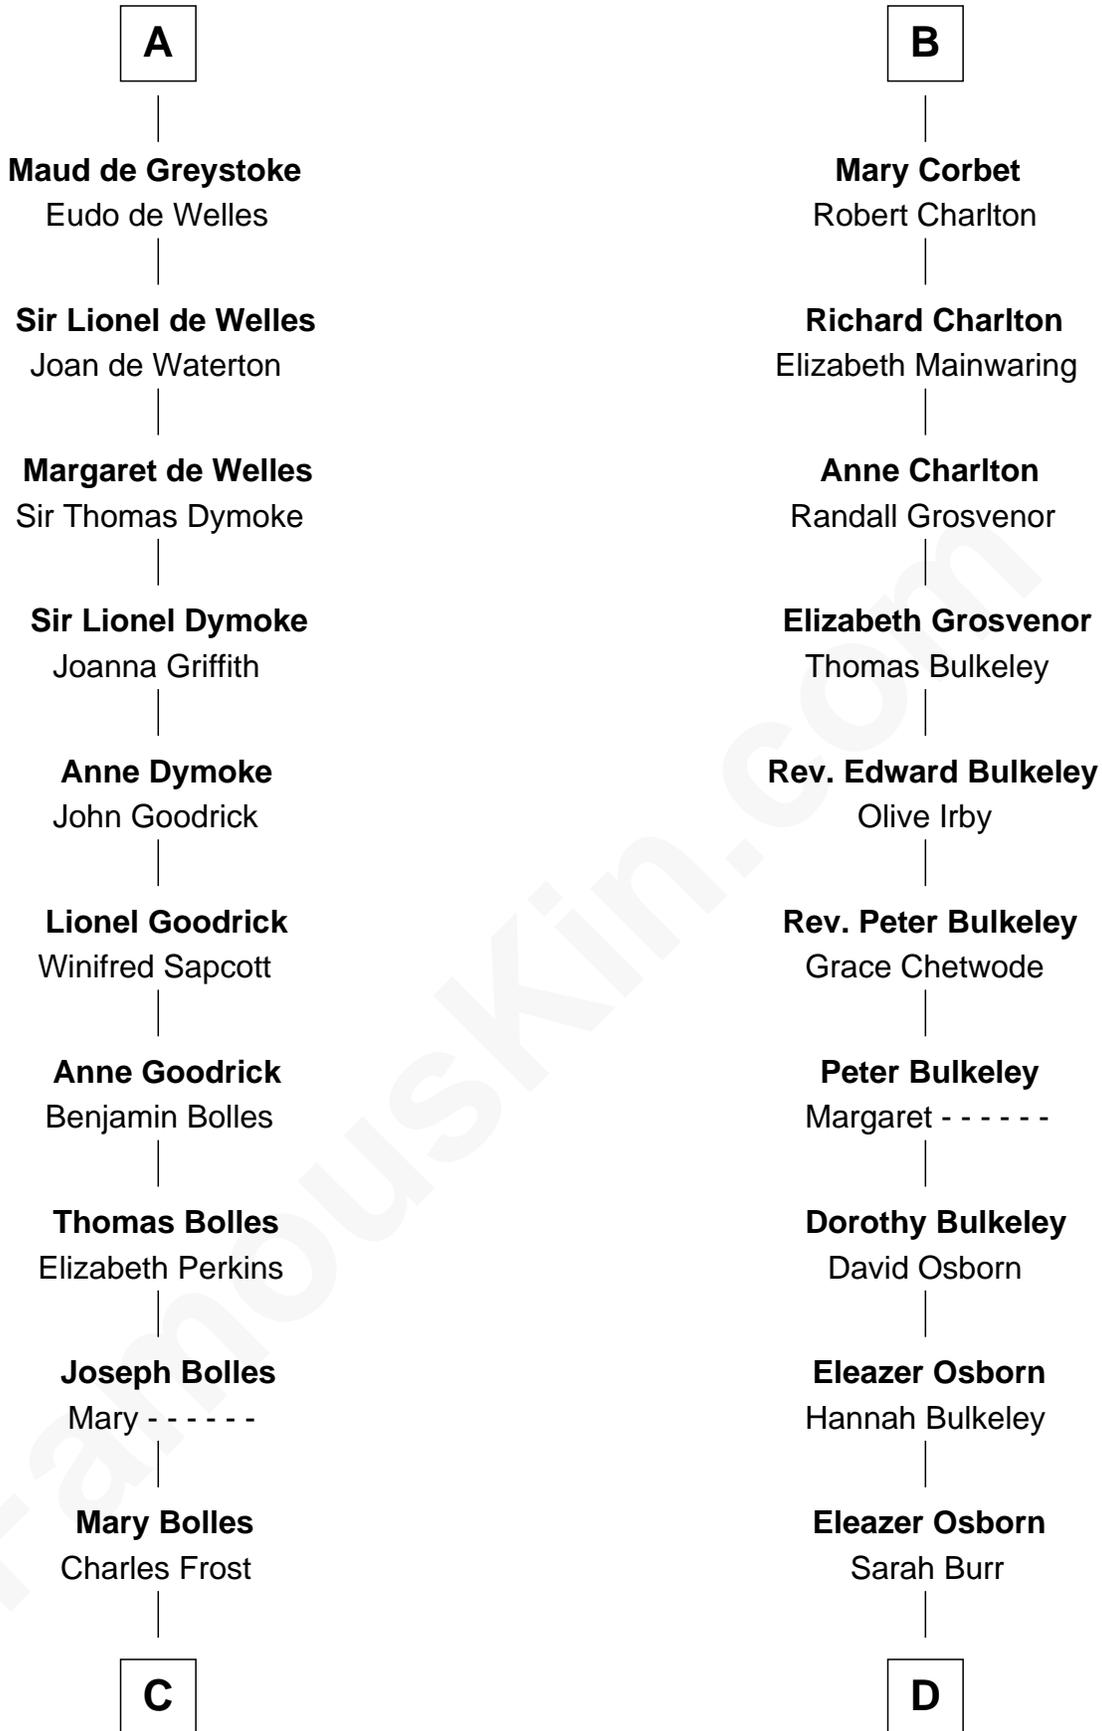 A
Maud de Greystoke
Eudo de Welles
Sir Lionel de Welles
Joan de Waterton
Margaret de Welles
Sir Thomas Dymoke
Sir Lionel Dymoke
Joanna Griffith
Anne Dymoke
John Goodrick
Lionel Goodrick
Winifred Sapcott
Anne Goodrick
Benjamin Bolles
Thomas Bolles
Elizabeth Perkins
Joseph Bolles
Mary - - - - - -
Mary Bolles
Charles Frost
C
B
Mary Corbet
Robert Charlton
Richard Charlton
Elizabeth Mainwaring
Anne Charlton
Randall Grosvenor
Elizabeth Grosvenor
Thomas Bulkeley
Rev. Edward Bulkeley
Olive Irby
Rev. Peter Bulkeley
Grace Chetwode
Peter Bulkeley
Margaret - - - - - -
Dorothy Bulkeley
David Osborn
Eleazer Osborn
Hannah Bulkeley
Eleazer Osborn
Sarah Burr
D
FamousKin.com